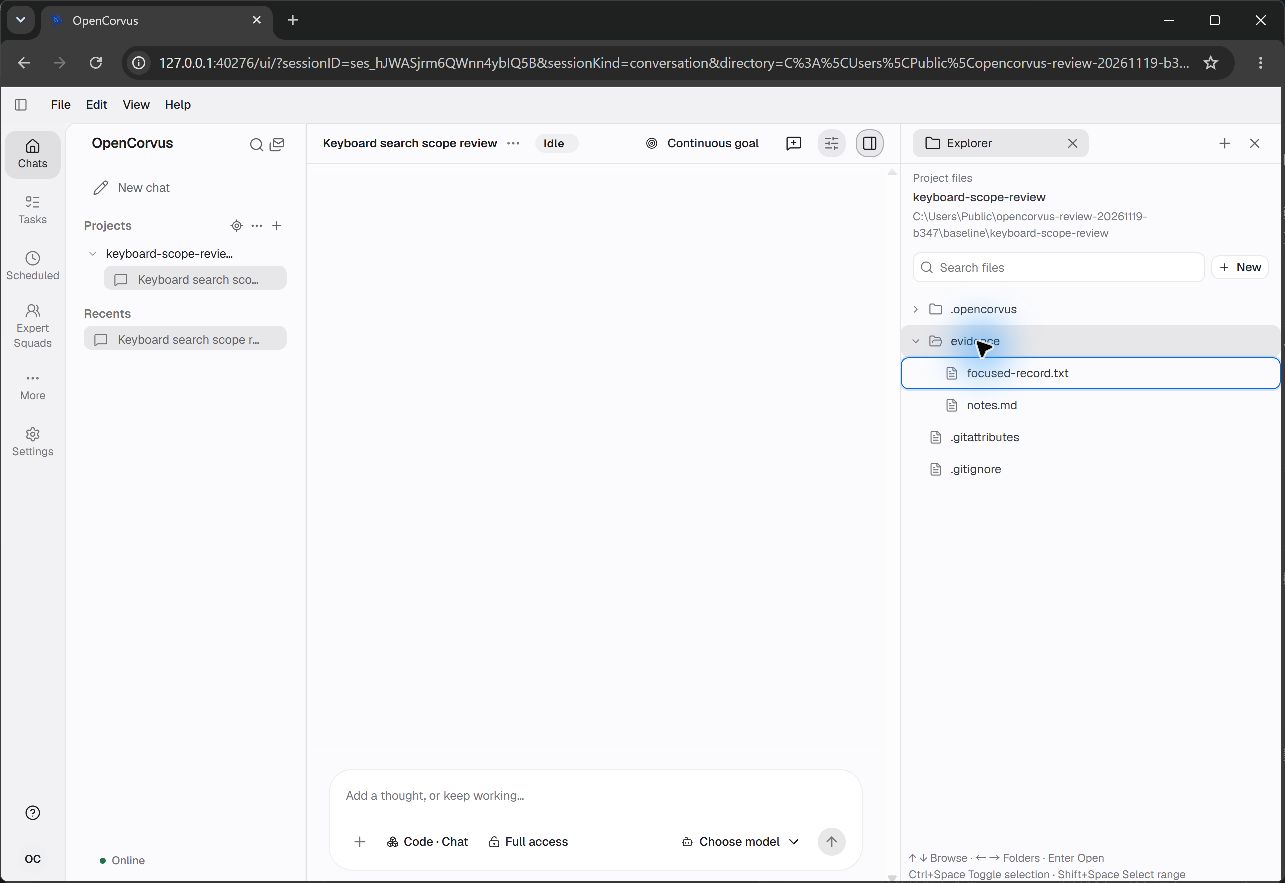 OpenCorvus
127.0.0.1:40276/ui/?sessionID=ses_hJWASjrm6QWnn4ybIQ5B&sessionKind=conversation&directory=C%3A%5CUsers%5CPublic%5Copencorvus-review-20261119-b3...
File Edit View Help
Chats
Tasks
Scheduled
Expert
Squads
More
Settings
OC
OpenCorvus
New chat
Projects
keyboard-scope-revie...
Keyboard search sco...
Recents
Keyboard search scope r...
Online
Keyboard search scope review ... Idle Continuous goal
Add a thought, or keep working...
Code · Chat Full access Choose model
Explorer
Project files
keyboard-scope-review
C:\Users\Public\opencorvus-review-20261119-
b347\baseline\keyboard-scope-review
Search files New
.opencorvus
evidence
focused-record.txt
notes.md
.gitattributes
.gitignore
↑ ↓ Browse · ← → Folders · Enter Open
Ctrl+Space Toggle selection · Shift+Space Select range